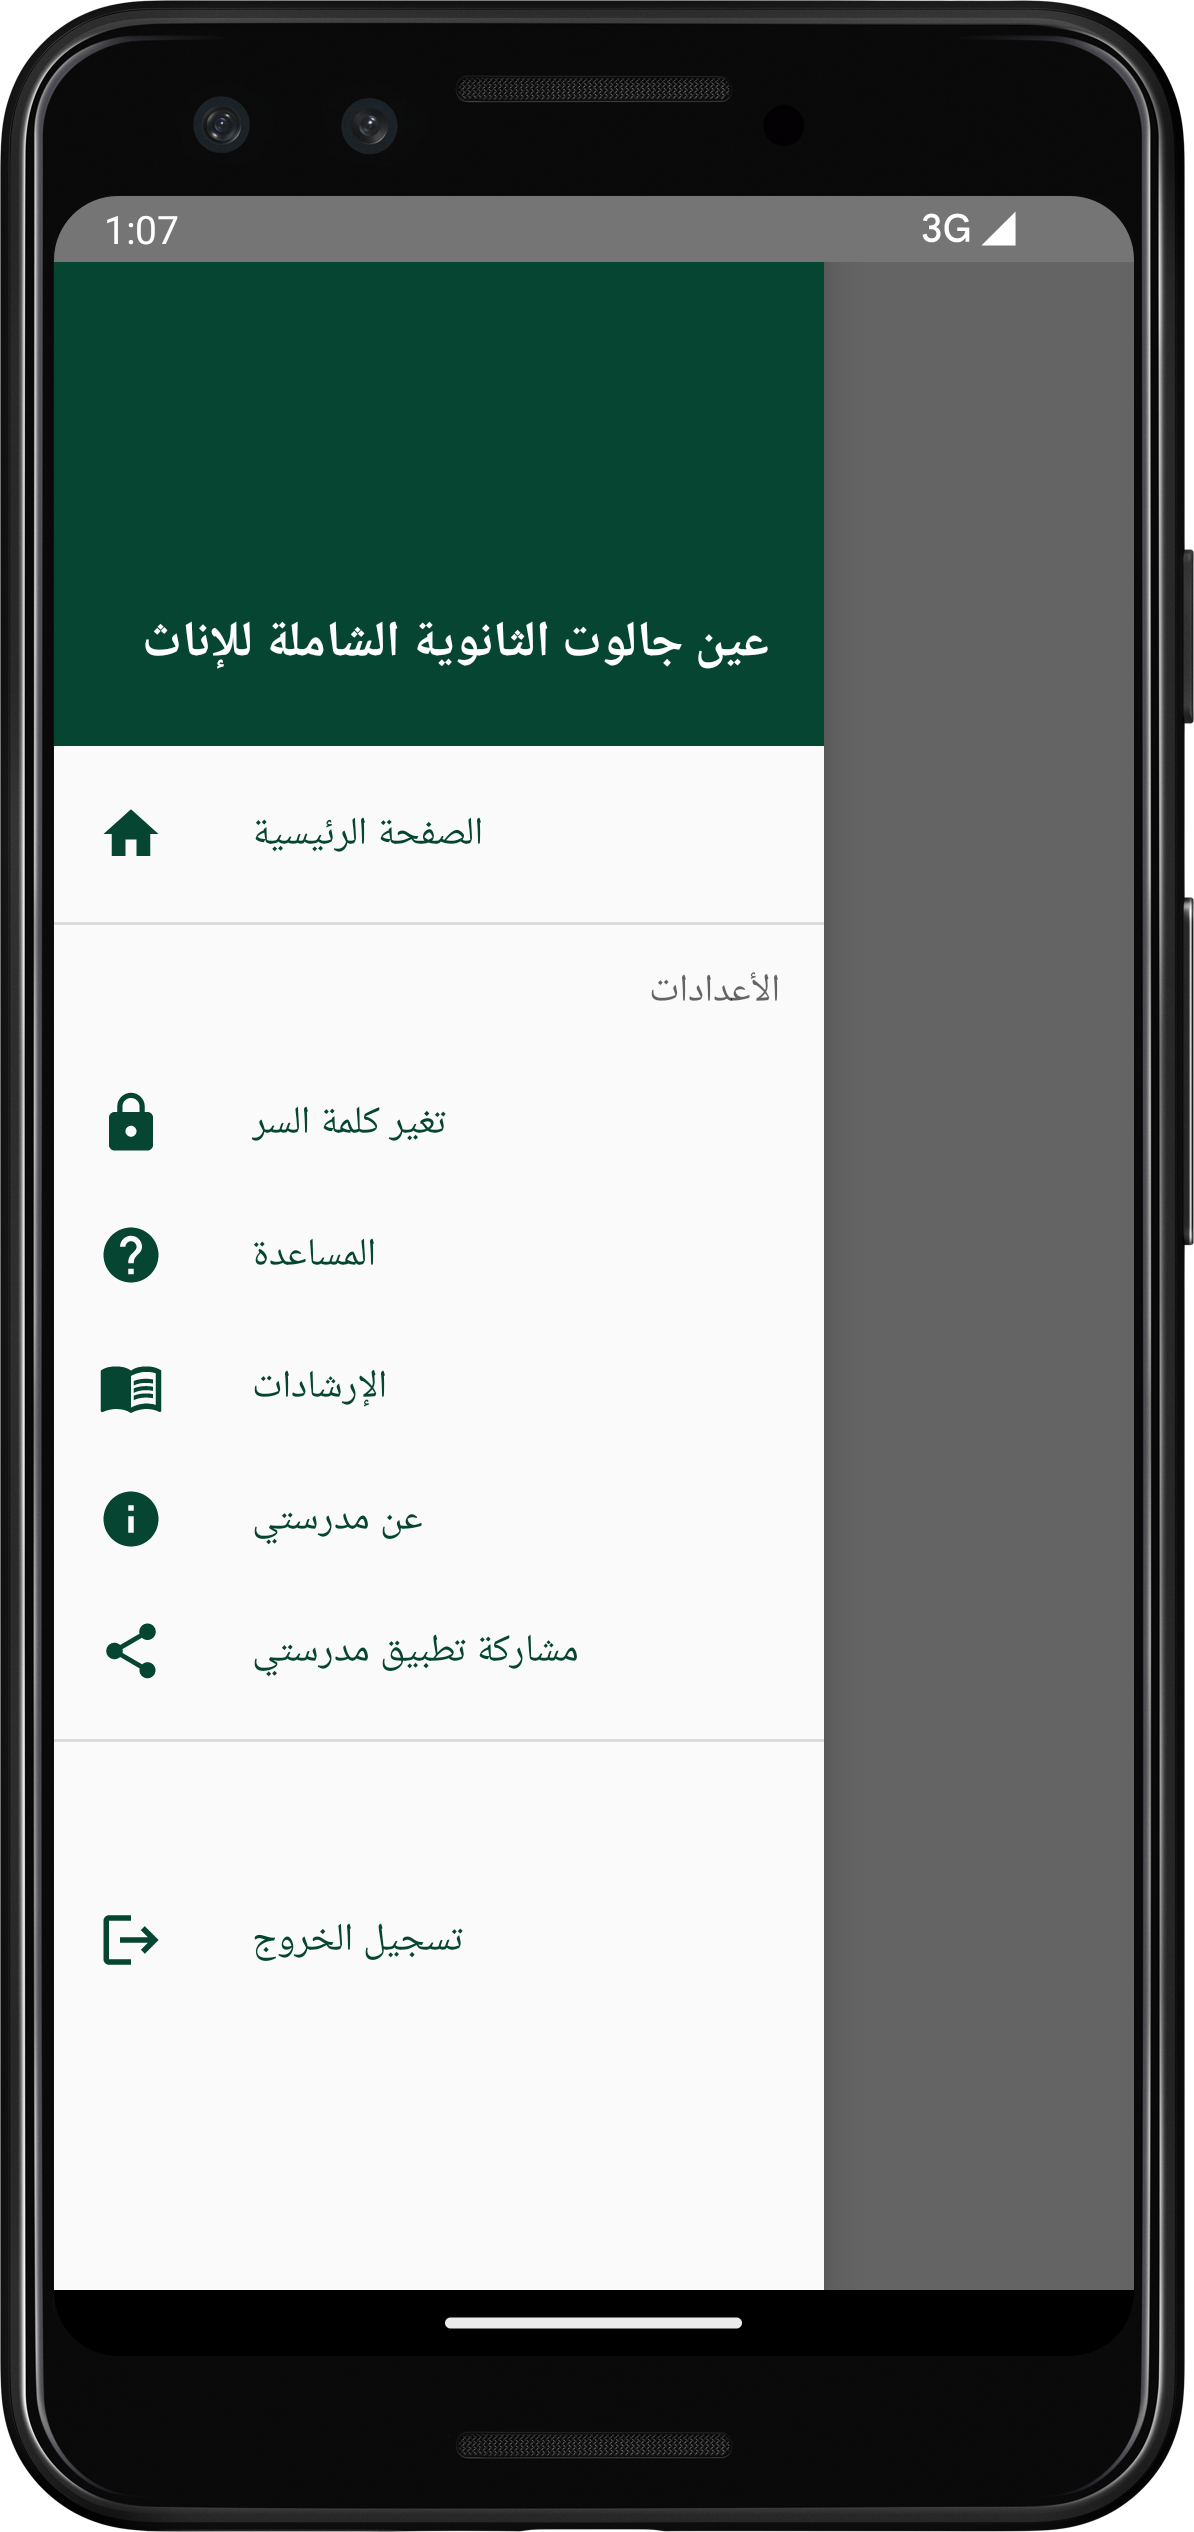 1:07 3G
عين جالوت الثانوية الشاملة للإناث
الصفحة الرئيسية
الأعدادات
تغير كلمة السر
المساعدة
الإرشادات
عن مدرستي
مشاركة تطبيق مدرستي
تسجيل الخروج